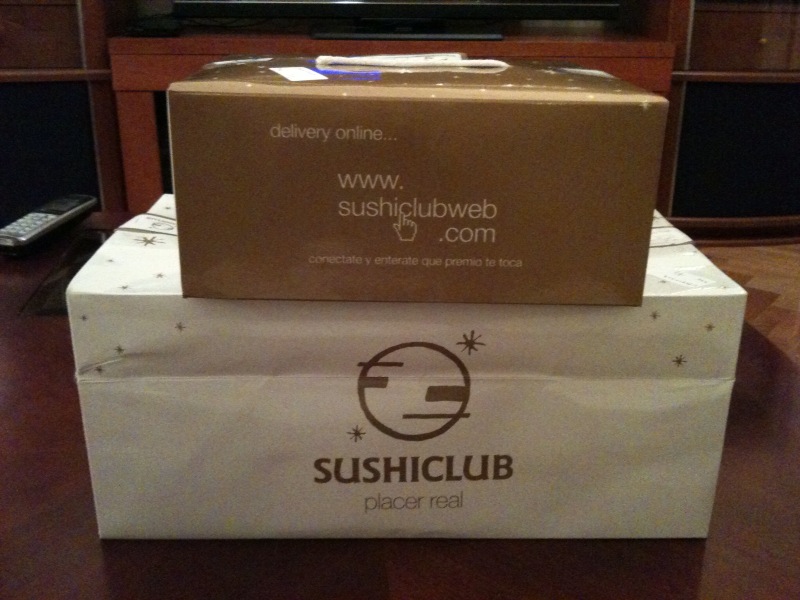 delivery online...
www.
sushiclubweb
.com
conectate y enterate que premio te toca
SUSHICLUB
placer real